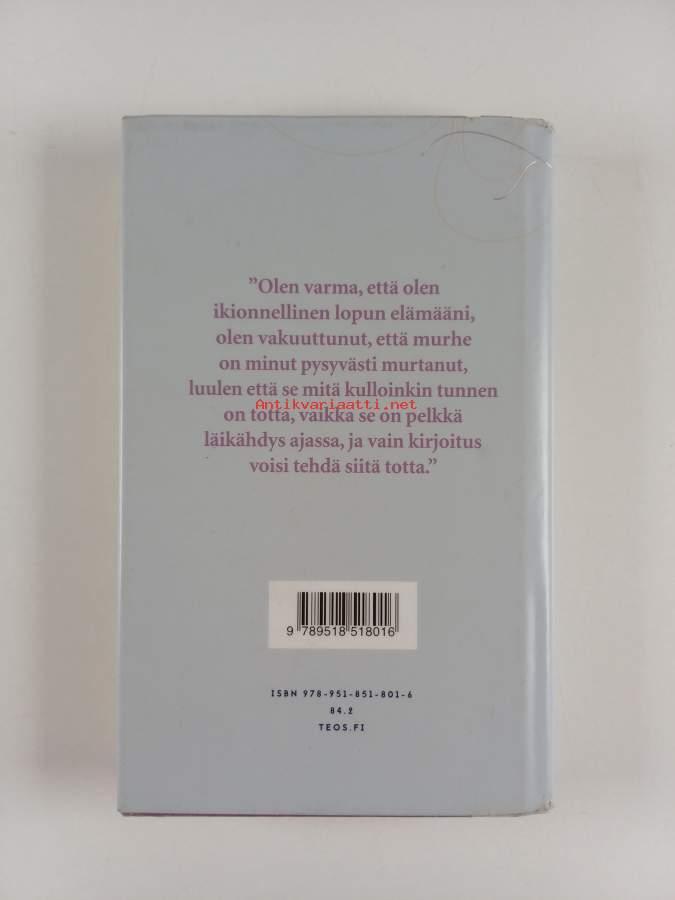 ”Olen varma, että olen
ikionnellinen lopun elämääni,
olen vakuuttunut, että murhe
on minut pysyvästi murtanut,
luulen että se mitä kulloinkin tunnen
Antikvariaatti.net
on totta, vaikka se on pelkkä
läikähdys ajassa, ja vain kirjoitus
voisi tehdä siitä totta.”
9 789518 518016
ISBN 978-951-851-801-6
84.2
TEOS.FI